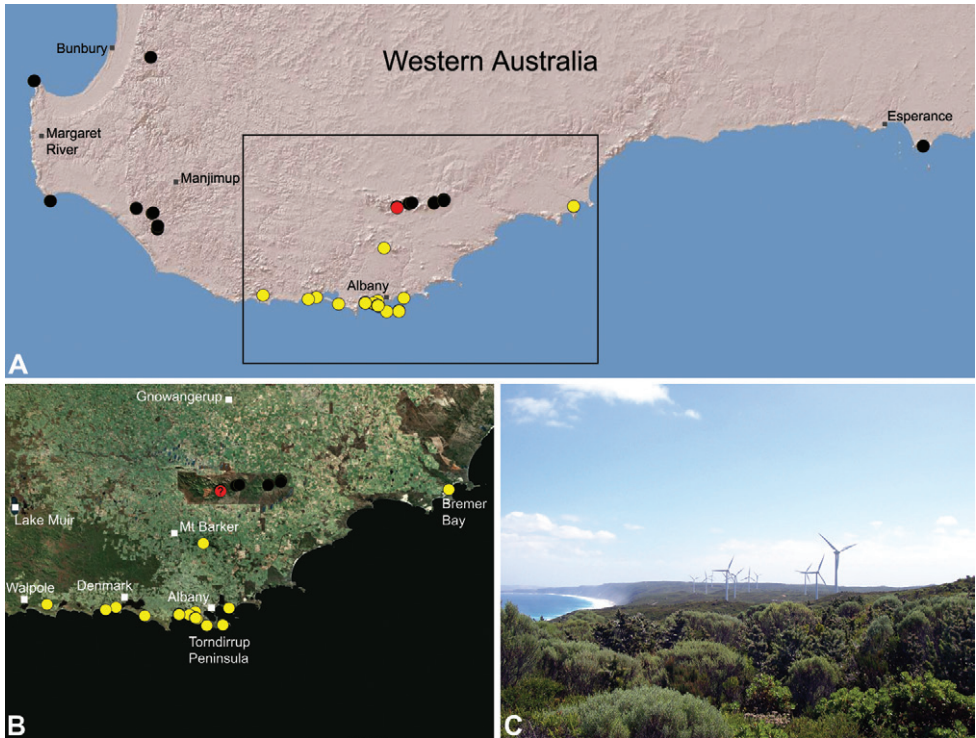 Bunbury
Western Australia
Esperance
Margaret
River
Manjimup
Albany
A
Gnowangerup
?
Bremer
Bay
Lake Muir
Mt Barker
Walpole
Denmark
Albany
Torndirrup
Peninsula
B
C